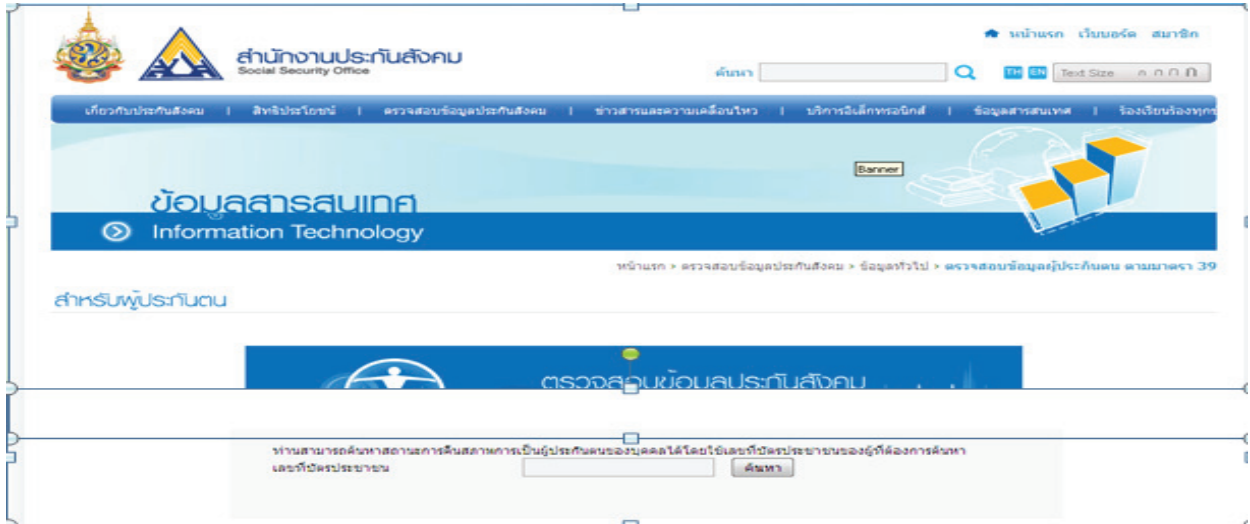 หน้าแรก เว็บบอร์ด สมาชิก
สำนักงานประกันสังคม
Social Security Office
ค้นหา
TH EN Text Size ก ก ก ก
เกี่ยวกับประกันสังคม | สิทธิประโยชน์ | ตรวจสอบข้อมูลประกันสังคม | ข่าวสารและความเคลื่อนไหว | บริการอิเล็กทรอนิกส์ | ข้อมูลสารสนเทศ | ร้องเรียนร้องทุกข
Banner
ข้อมูลสารสนเทศ
Information Technology
หน้าแรก > ตรวจสอบข้อมูลประกันสังคม > ข้อมูลทั่วไป > ตรวจสอบข้อมูลผู้ประกันตน ตามมาตรา 39
สำหรับผู้ประกันตน
ตรวจสอบข้อมูลประกันสังคม
ท่านสามารถค้นหาสถานะการคืนสภาพการเป็นผู้ประกันตนของบุคคลได้โดยใช้เลขที่บัตรประชาชนของผู้ที่ต้องการค้นหา
เลขที่บัตรประชาชน ค้นหา